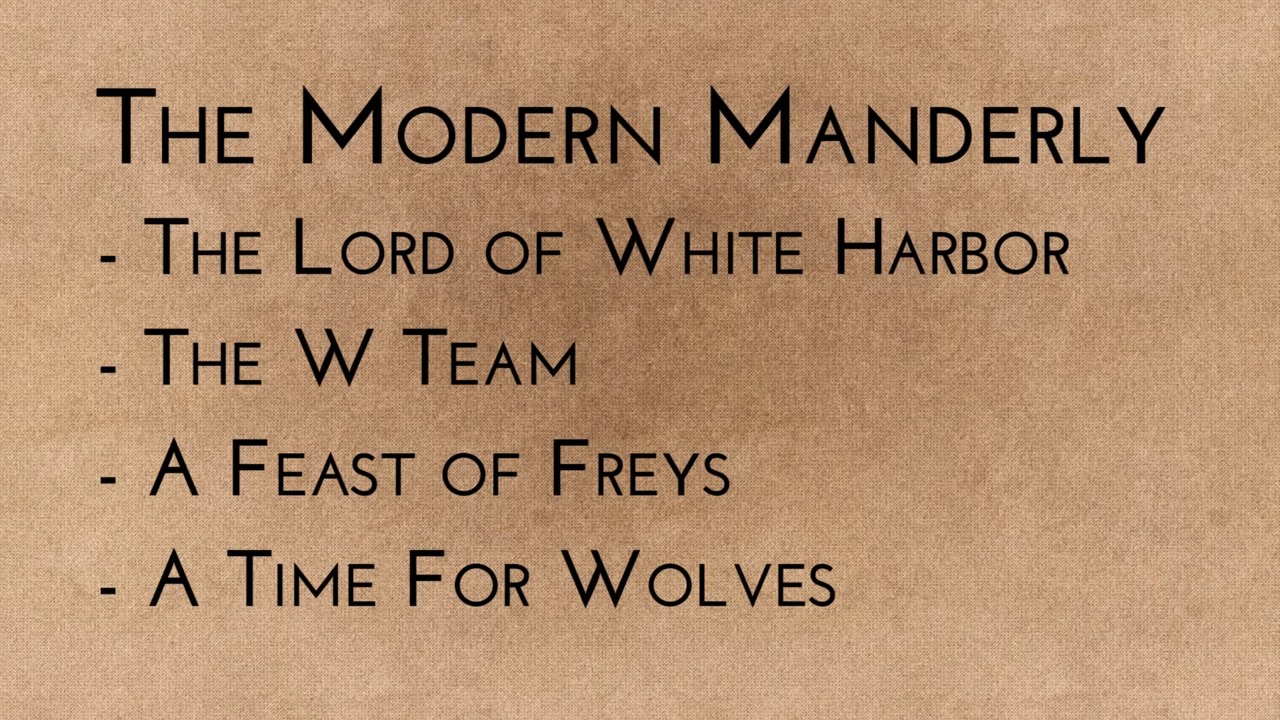 The Modern Manderly
- The Lord of White Harbor
- The W Team
- A Feast of Freys
- A Time For Wolves